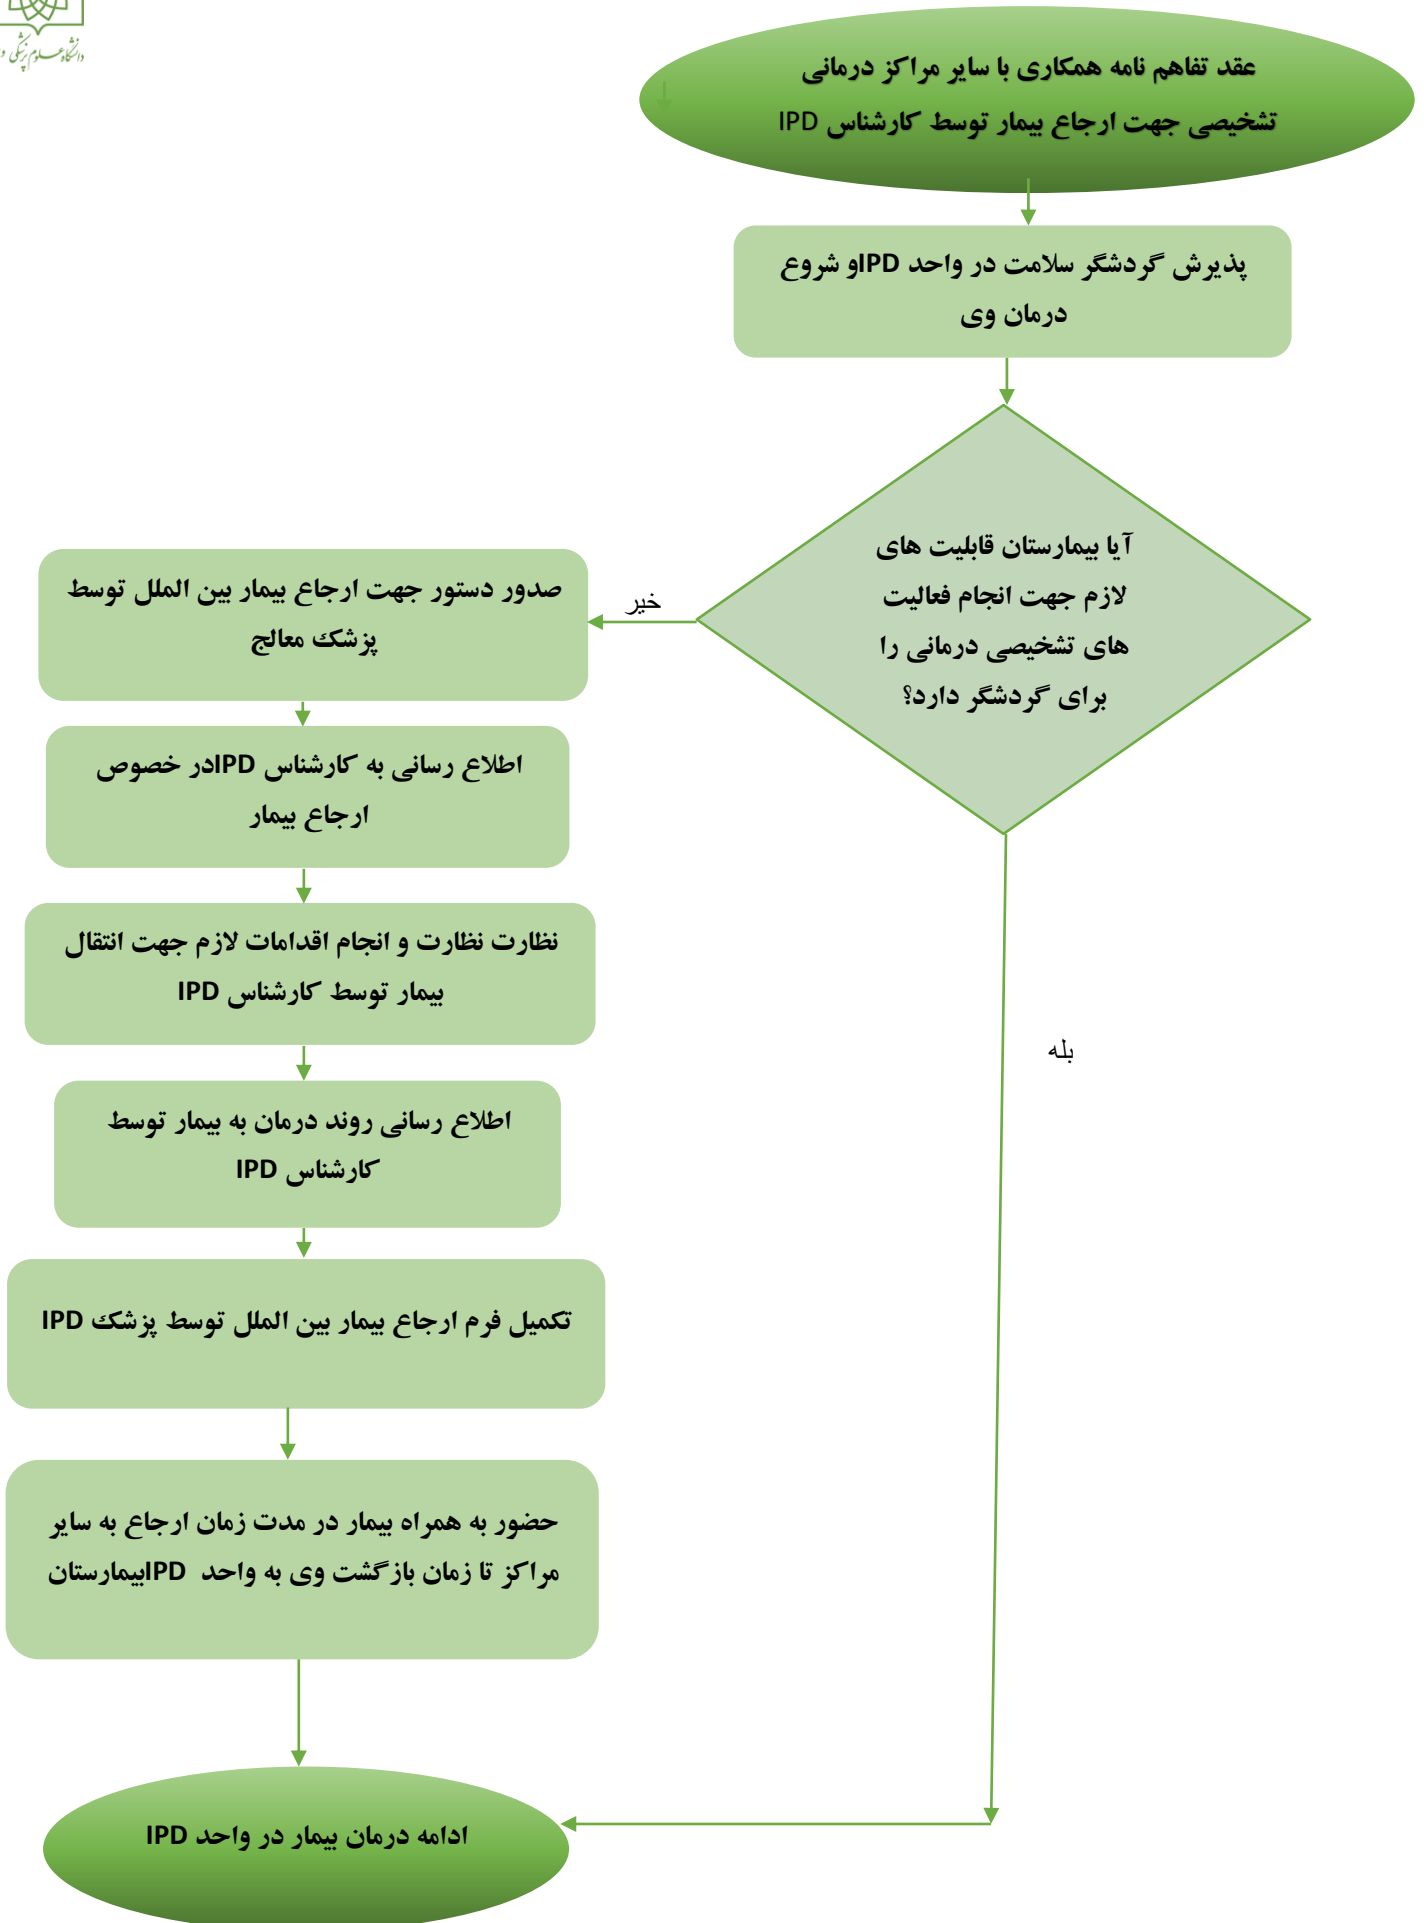 دانشگاه علوم پزشکی و
عقد تفاهم نامه همکاری با سایر مراکز درمانی
تشخیصی جهت ارجاع بیمار توسط کارشناس IPD
پذیرش گردشگر سلامت در واحد IPDو شروع
درمان وی
آیا بیمارستان قابلیت های
لازم جهت انجام فعالیت
های تشخیصی درمانی را
برای گردشگر دارد؟
خیر
صدور دستور جهت ارجاع بیمار بین الملل توسط
پزشک معالج
اطلاع رسانی به کارشناس IPDدر خصوص
ارجاع بیمار
نظارت نظارت و انجام اقدامات لازم جهت انتقال
بیمار توسط کارشناس IPD
بله
اطلاع رسانی روند درمان به بیمار توسط
کارشناس IPD
تکمیل فرم ارجاع بیمار بین الملل توسط پزشک IPD
حضور به همراه بیمار در مدت زمان ارجاع به سایر
مراکز تا زمان بازگشت وی به واحد IPDبیمارستان
ادامه درمان بیمار در واحد IPD